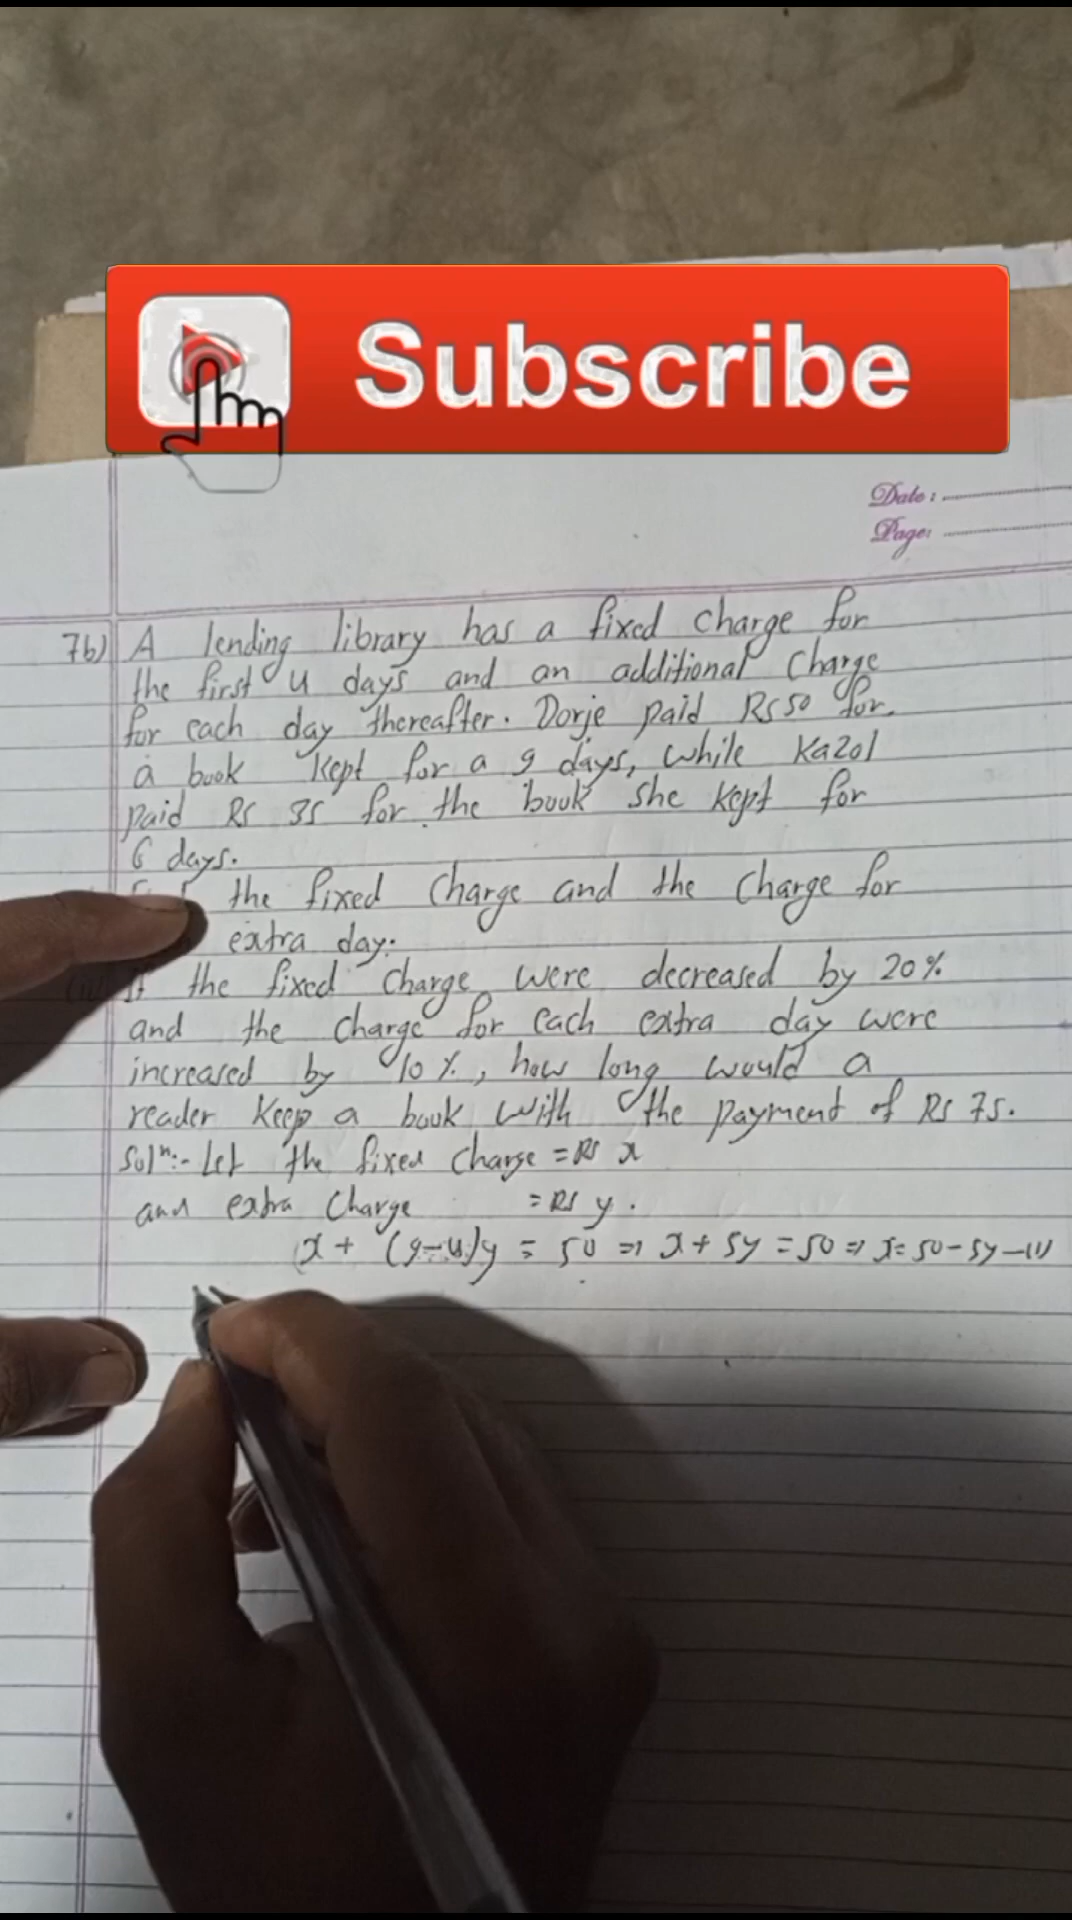 Subscribe
Date:
Page:
7b) A lending library has a fixed charge for
the first 4 days and an additional charge
for each day thereafter. Dorje paid Rs 50 for
a book kept for a 9 days, while Kazol
paid Rs 35 for the book she kept for
6 days.
the fixed charge and the charge for
extra day.
If the fixed charge were decreased by 20%
and the charge for each extra day were
increased by 10%, how long would a
reader keep a book with the payment of Rs 75.
Solⁿ:- Let the fixed charge = Rs x
and extra charge = Rs y.
x + (9-4)y = 50 ⇒ x + 5y = 50 ⇒ x = 50 - 5y - (i)